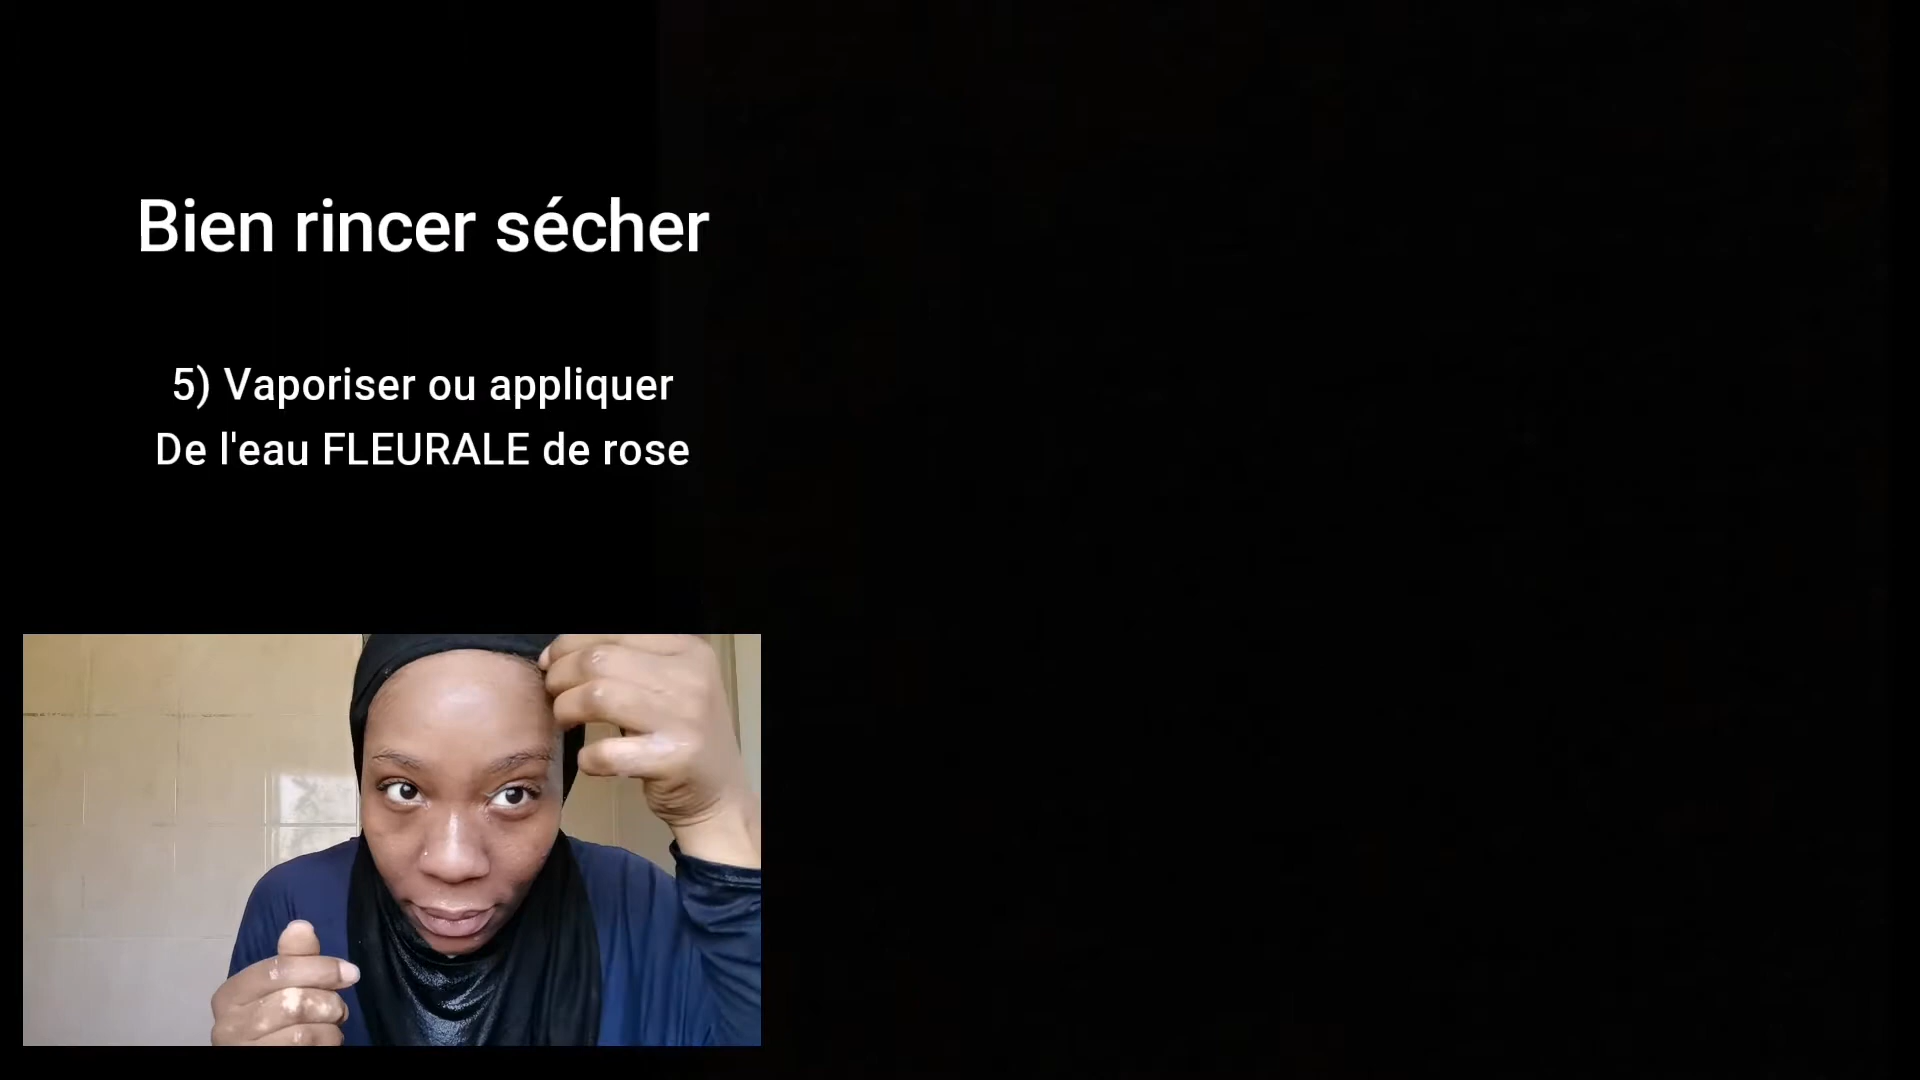 Bien rincer sécher
5) Vaporiser ou appliquer
De l'eau FLEURALE de rose